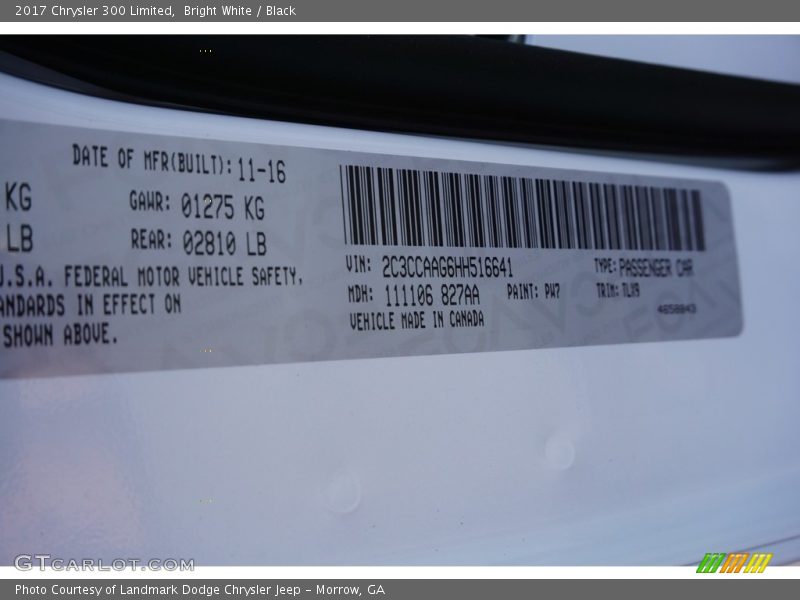 2017 Chrysler 300 Limited, Bright White / Black
DATE OF MFR(BUILT): 11-16
KG GAWR: 01275 KG
LB REAR: 02810 LB
U.S.A. FEDERAL MOTOR VEHICLE SAFETY,
ANDARDS IN EFFECT ON
SHOWN ABOVE.
VIN: 2C3CCAAG6HH516641 TYPE: PASSENGER CAR
MDH: 111106 827AA PAINT: PW7 TRIM: TLX9
VEHICLE MADE IN CANADA
4658843
GTCARLOT.COM
Photo Courtesy of Landmark Dodge Chrysler Jeep – Morrow, GA